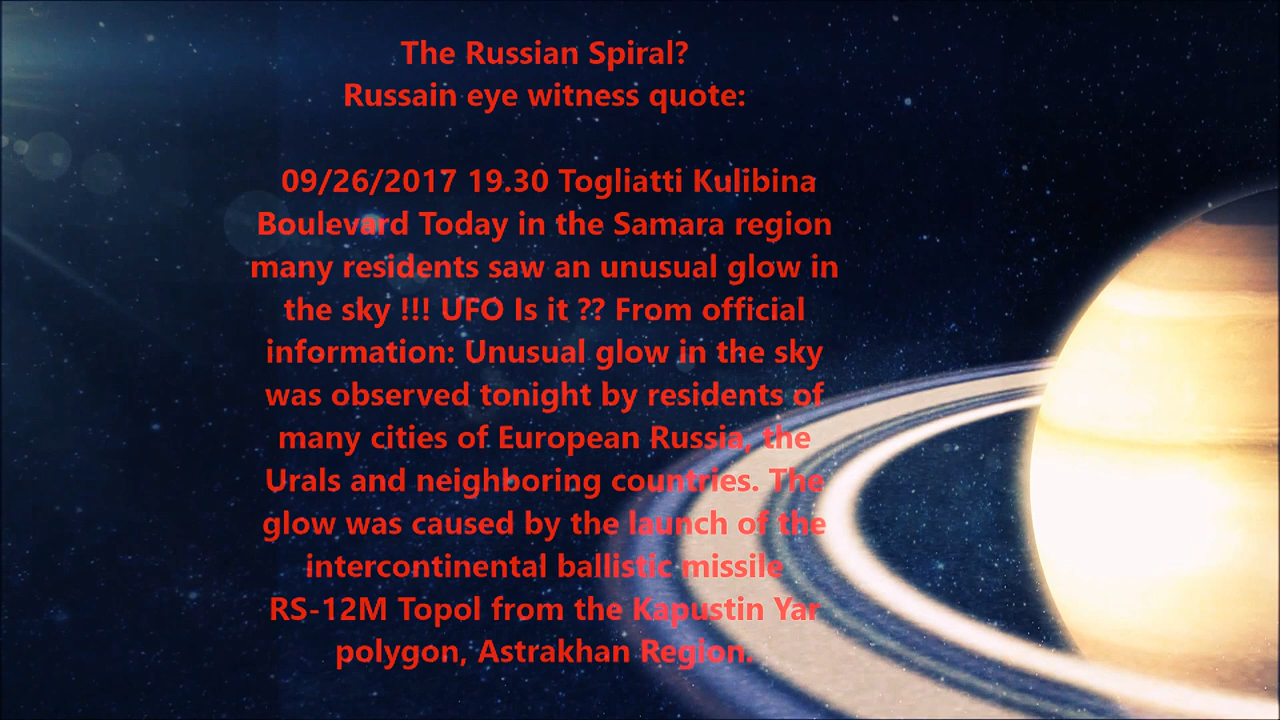 The Russian Spiral?
Russain eye witness quote:
09/26/2017 19.30 Togliatti Kulibina
Boulevard Today in the Samara region
many residents saw an unusual glow in
the sky !!! UFO Is it ?? From official
information: Unusual glow in the sky
was observed tonight by residents of
many cities of European Russia, the
Urals and neighboring countries. The
glow was caused by the launch of the
intercontinental ballistic missile
RS-12M Topol from the Kapustin Yar
polygon, Astrakhan Region.